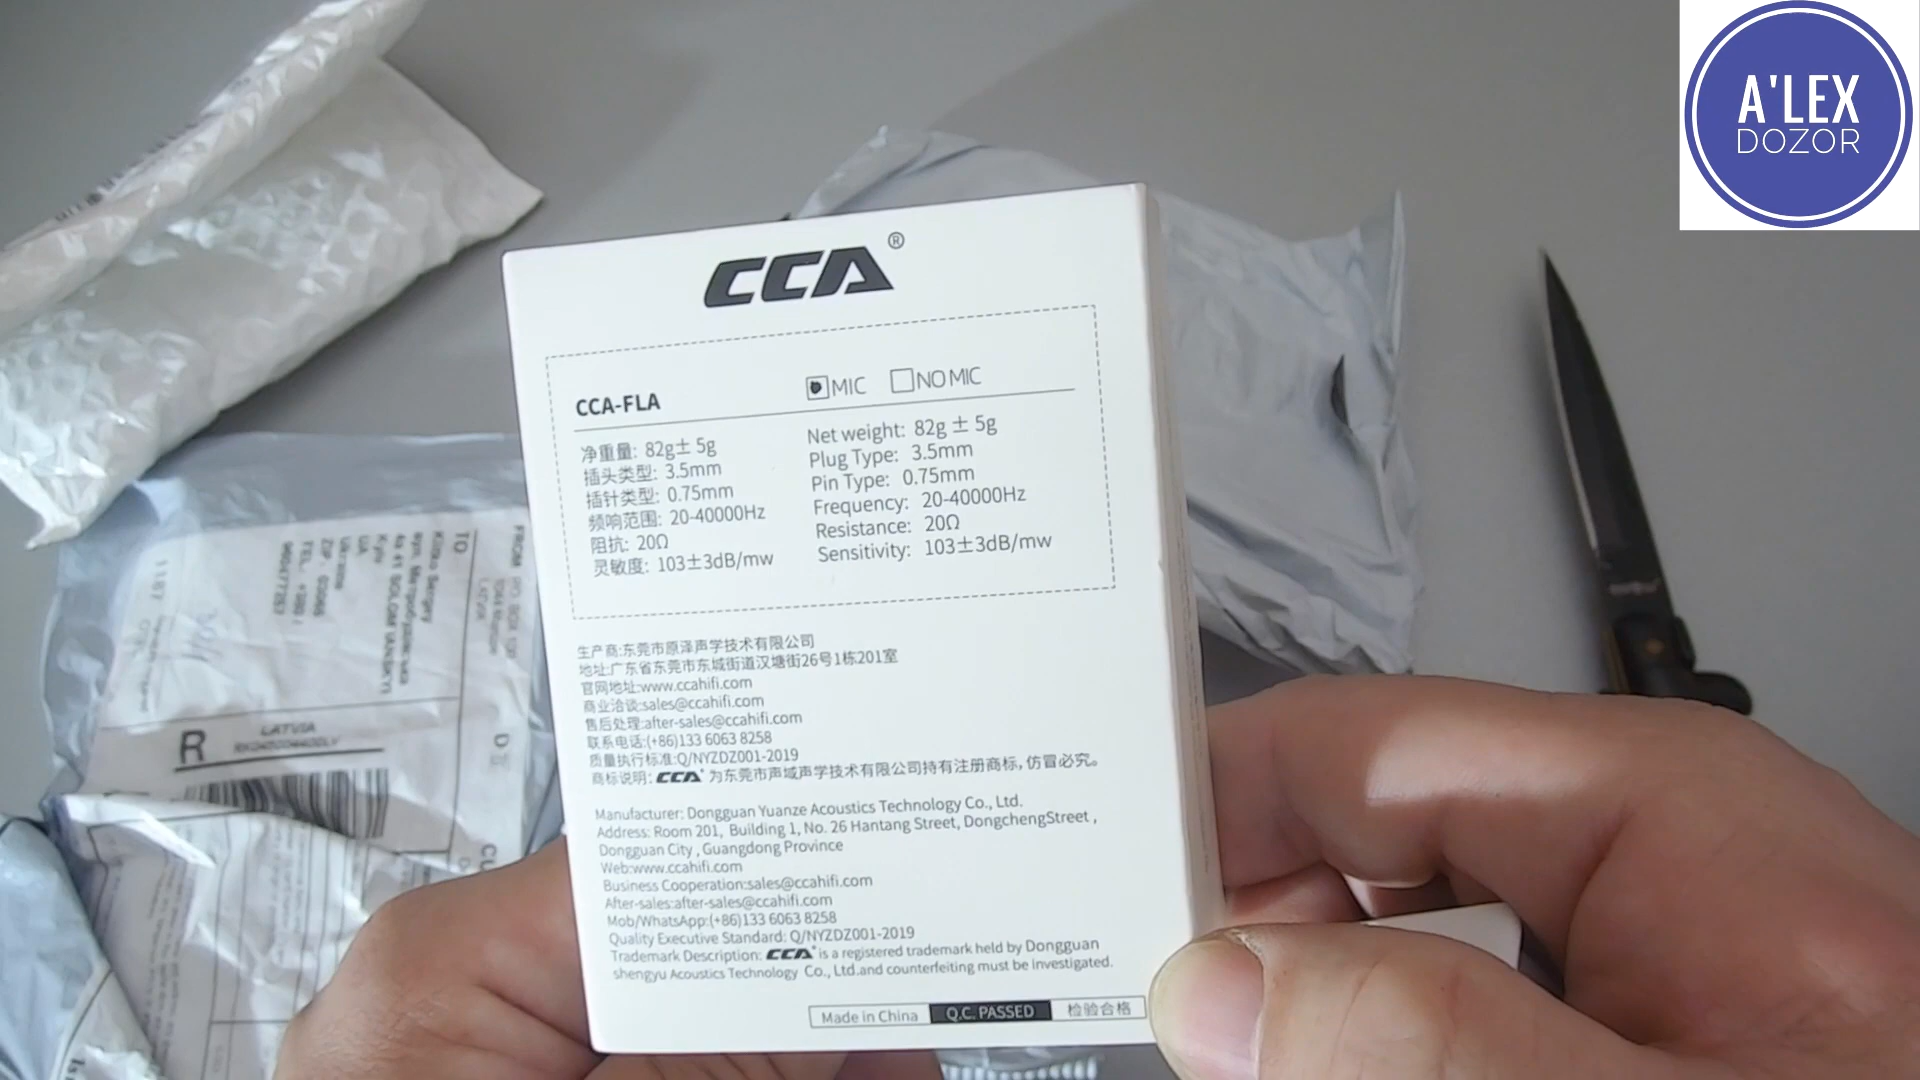 A'LEX
DOZOR
CCA®
CCA-FLA
MIC NO MIC
净重量: 82g± 5g
插头类型: 3.5mm
插针类型: 0.75mm
频响范围: 20-40000Hz
阻抗: 20Ω
灵敏度: 103±3dB/mw
Net weight: 82g ± 5g
Plug Type: 3.5mm
Pin Type: 0.75mm
Frequency: 20-40000Hz
Resistance: 20Ω
Sensitivity: 103±3dB/mw
生产商:东莞市原泽声学技术有限公司
地址:广东省东莞市东城街道汉塘街26号1栋201室
官网地址:www.ccahifi.com
商业洽谈:sales@ccahifi.com
售后处理:after-sales@ccahifi.com
联系电话:(+86)133 6063 8258
质量执行标准:Q/NYZDZ001-2019
商标说明: CCA® 为东莞市声域声学技术有限公司持有注册商标,仿冒必究。
Manufacturer: Dongguan Yuanze Acoustics Technology Co., Ltd.
Address: Room 201, Building 1, No. 26 Hantang Street, DongchengStreet ,
Dongguan City , Guangdong Province
Web:www.ccahifi.com
Business Cooperation:sales@ccahifi.com
After-sales:after-sales@ccahifi.com
Mob/WhatsApp:(+86)133 6063 8258
Quality Executive Standard: Q/NYZDZ001-2019
Trademark Description: CCA® is a registered trademark held by Dongguan
shengyu Acoustics Technology Co., Ltd.and counterfeiting must be investigated.
Made in China Q.C. PASSED 检验合格
FROM
LATVIA
TO
Ukraine
R
LATVIA